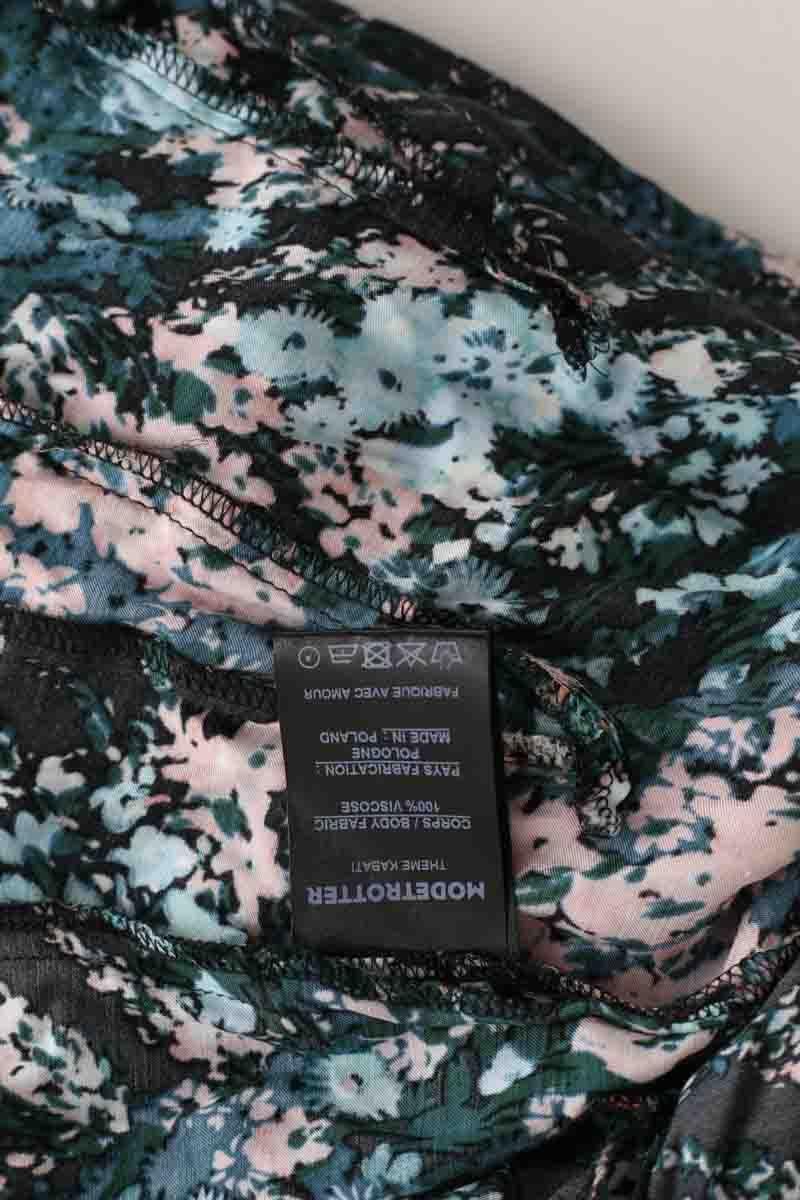 MODETROTTER
THEME KABATI
CORPS / BODY FABRIC
100% VISCOSE
PAYS FABRICATION :
POLOGNE
MADE IN : POLAND
FABRIQUE AVEC AMOUR